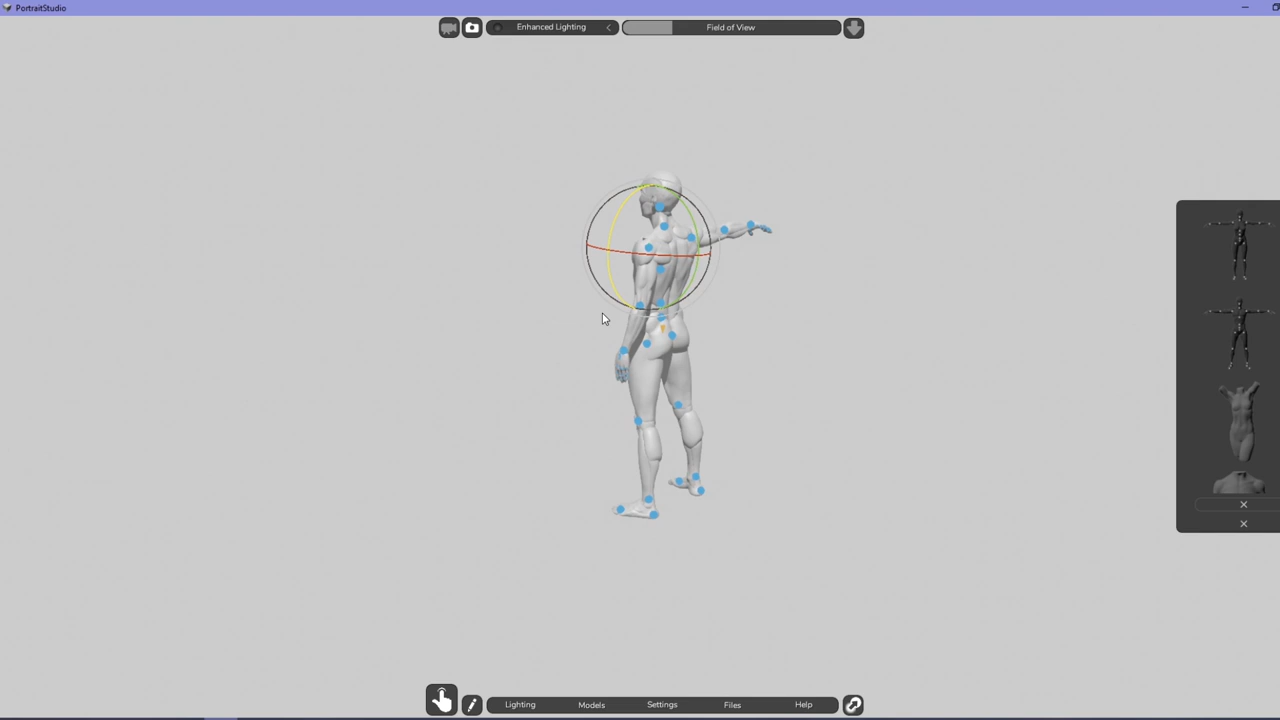 PortraitStudio
Enhanced Lighting
Field of View
Lighting
Models
Settings
Files
Help